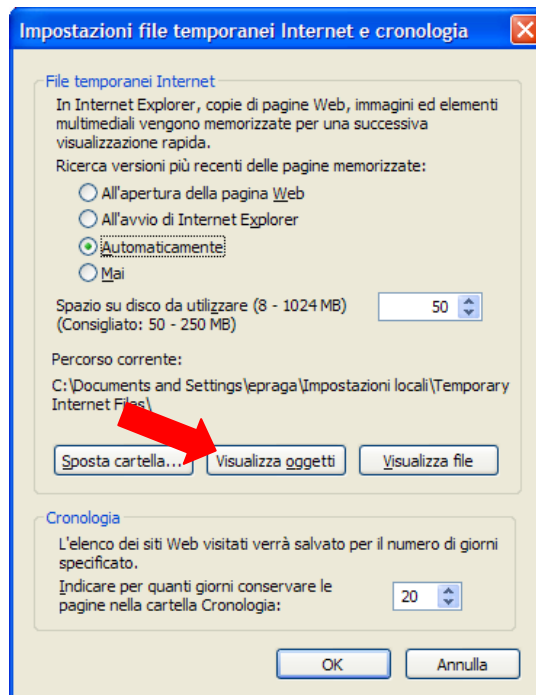 Impostazioni file temporanei Internet e cronologia
File temporanei Internet
In Internet Explorer, copie di pagine Web, immagini ed elementi
multimediali vengono memorizzate per una successiva
visualizzazione rapida.
Ricerca versioni più recenti delle pagine memorizzate:
All'apertura della pagina Web
All'avvio di Internet Explorer
Automaticamente
Mai
Spazio su disco da utilizzare (8 - 1024 MB)
50
(Consigliato: 50 - 250 MB)
Percorso corrente:
C:\Documents and Settings\epraga\Impostazioni locali\Temporary
Internet Files\
Sposta cartella... Visualizza oggetti Visualizza file
Cronologia
L'elenco dei siti Web visitati verrà salvato per il numero di giorni
specificato.
Indicare per quanti giorni conservare le
pagine nella cartella Cronologia:
20
OK Annulla